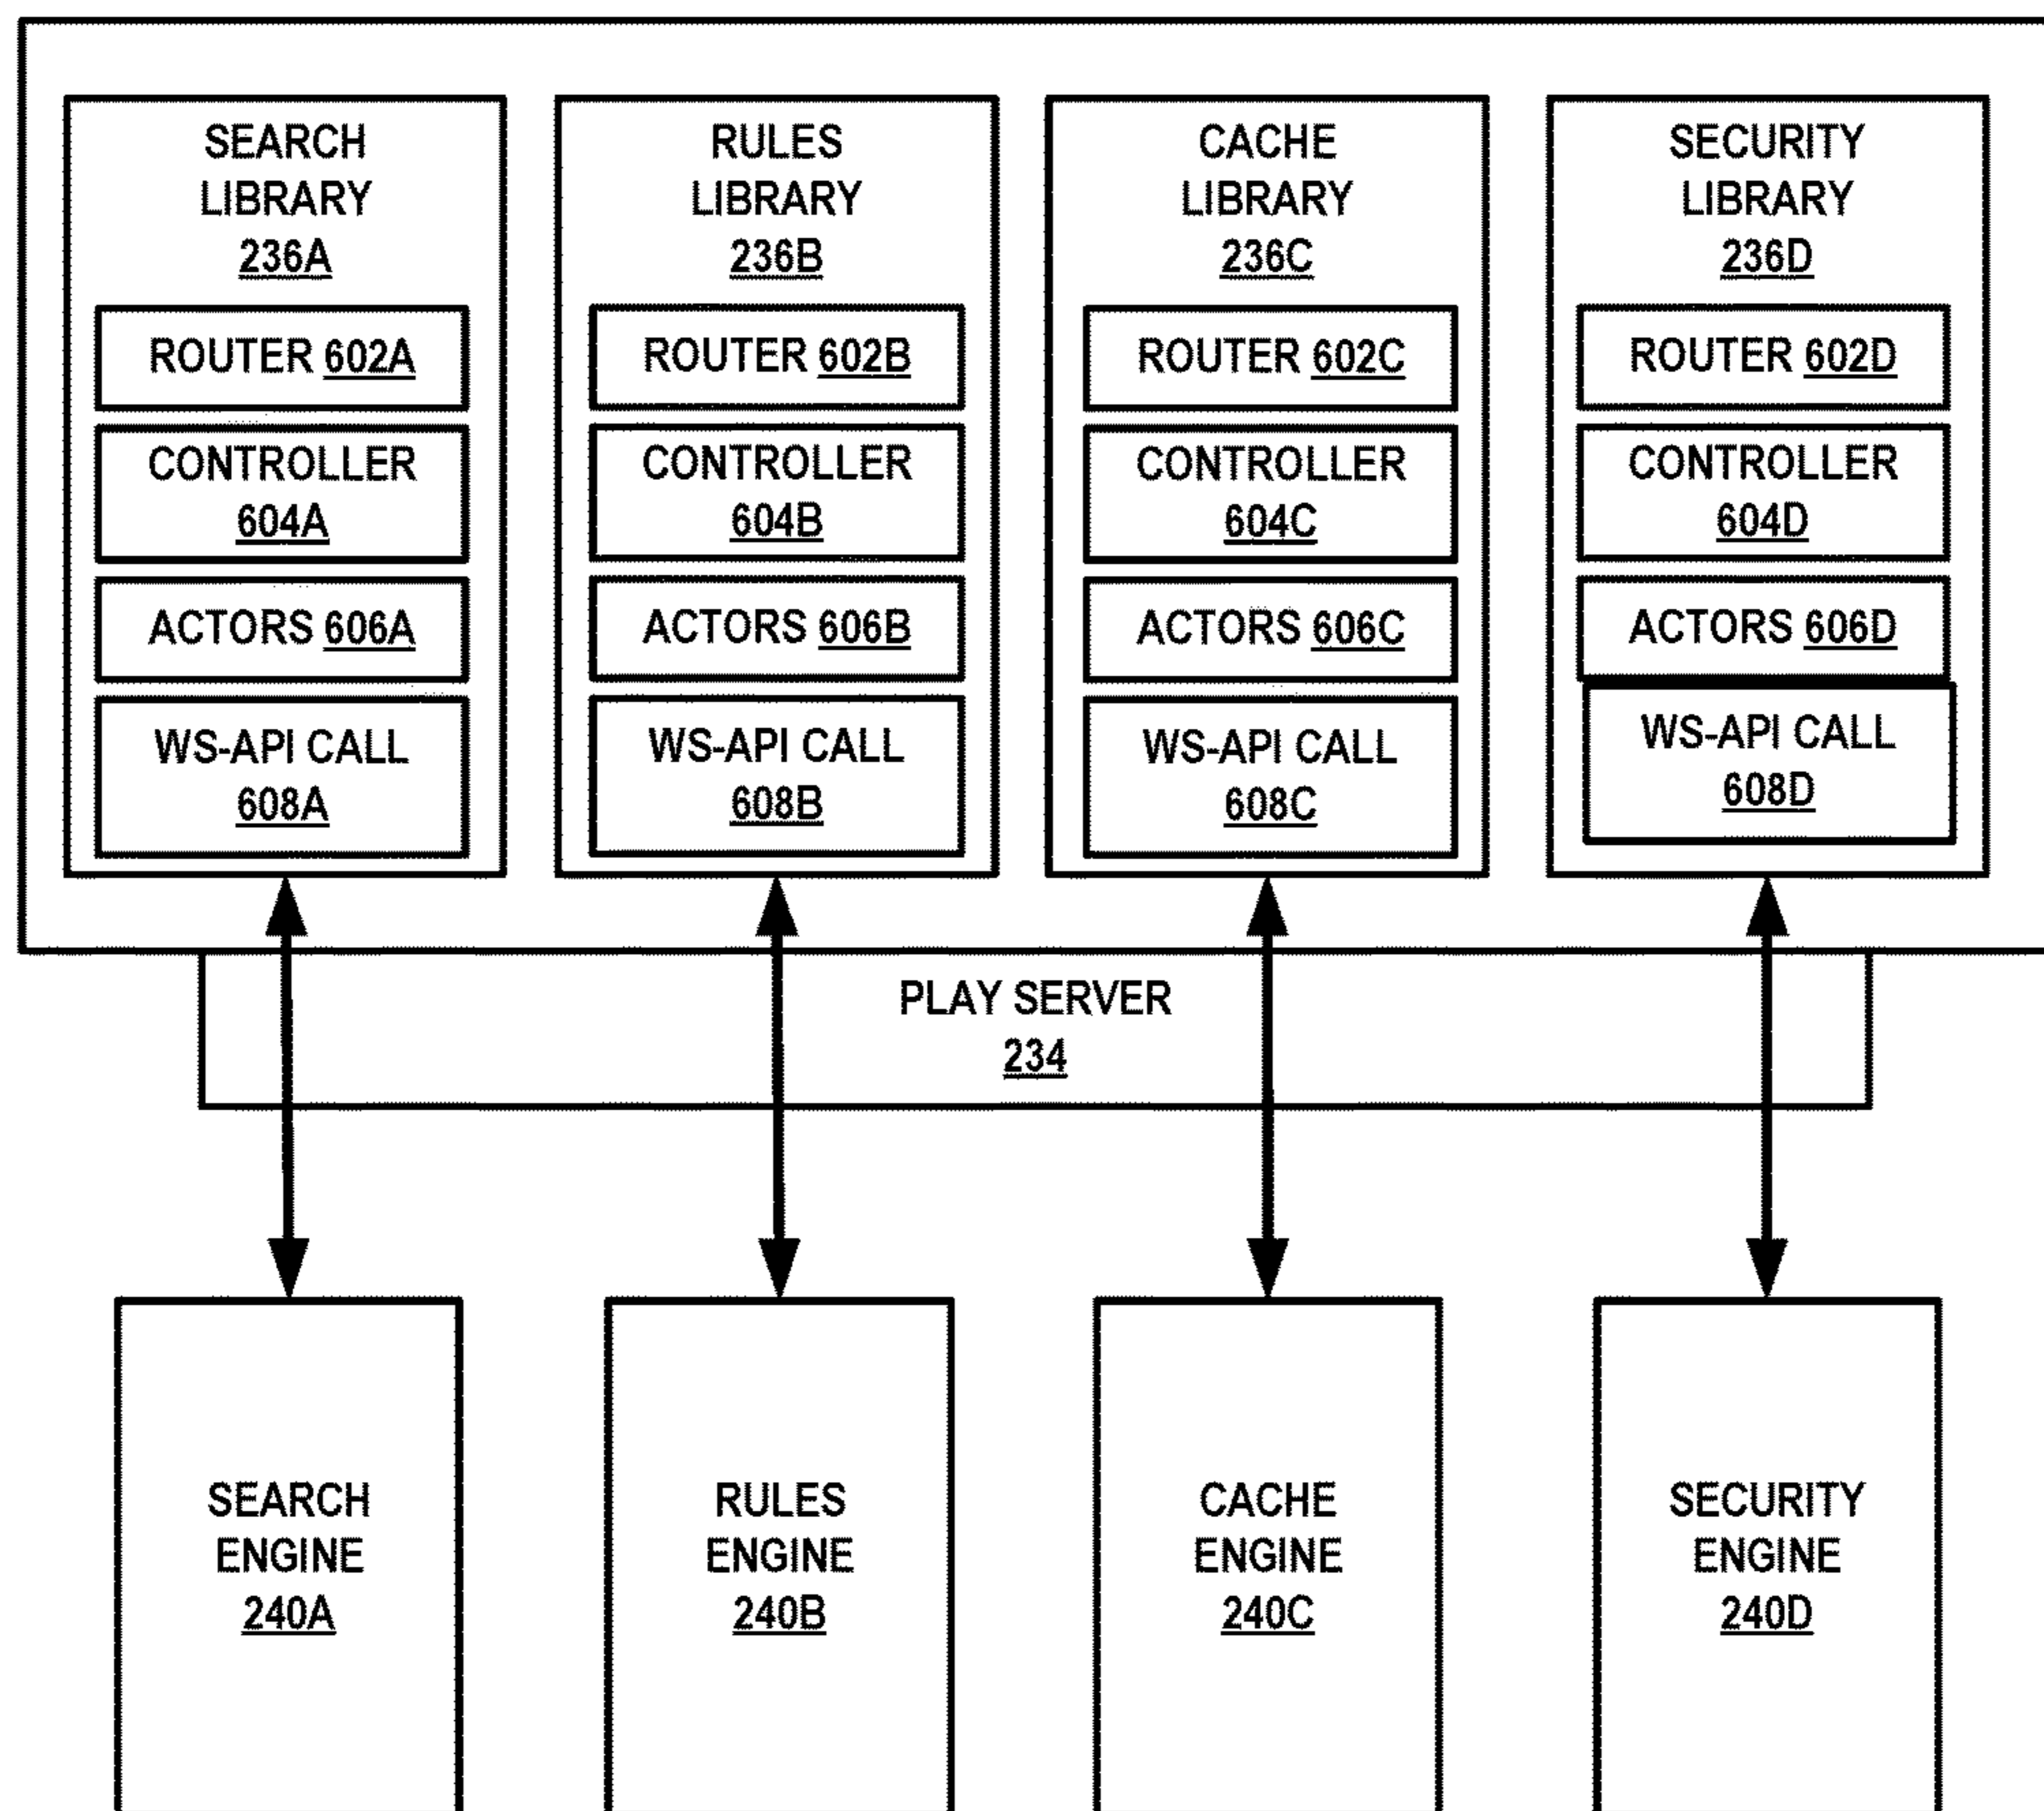 SEARCH
LIBRARY
236A
ROUTER 602A
CONTROLLER
604A
ACTORS 606A
WS-API CALL
608A
RULES
LIBRARY
236B
ROUTER 602B
CONTROLLER
604B
ACTORS 606B
WS-API CALL
608B
CACHE
LIBRARY
236C
ROUTER 602C
CONTROLLER
604C
ACTORS 606C
WS-API CALL
608C
SECURITY
LIBRARY
236D
ROUTER 602D
CONTROLLER
604D
ACTORS 606D
WS-API CALL
608D
PLAY SERVER
234
SEARCH
ENGINE
240A
RULES
ENGINE
240B
CACHE
ENGINE
240C
SECURITY
ENGINE
240D